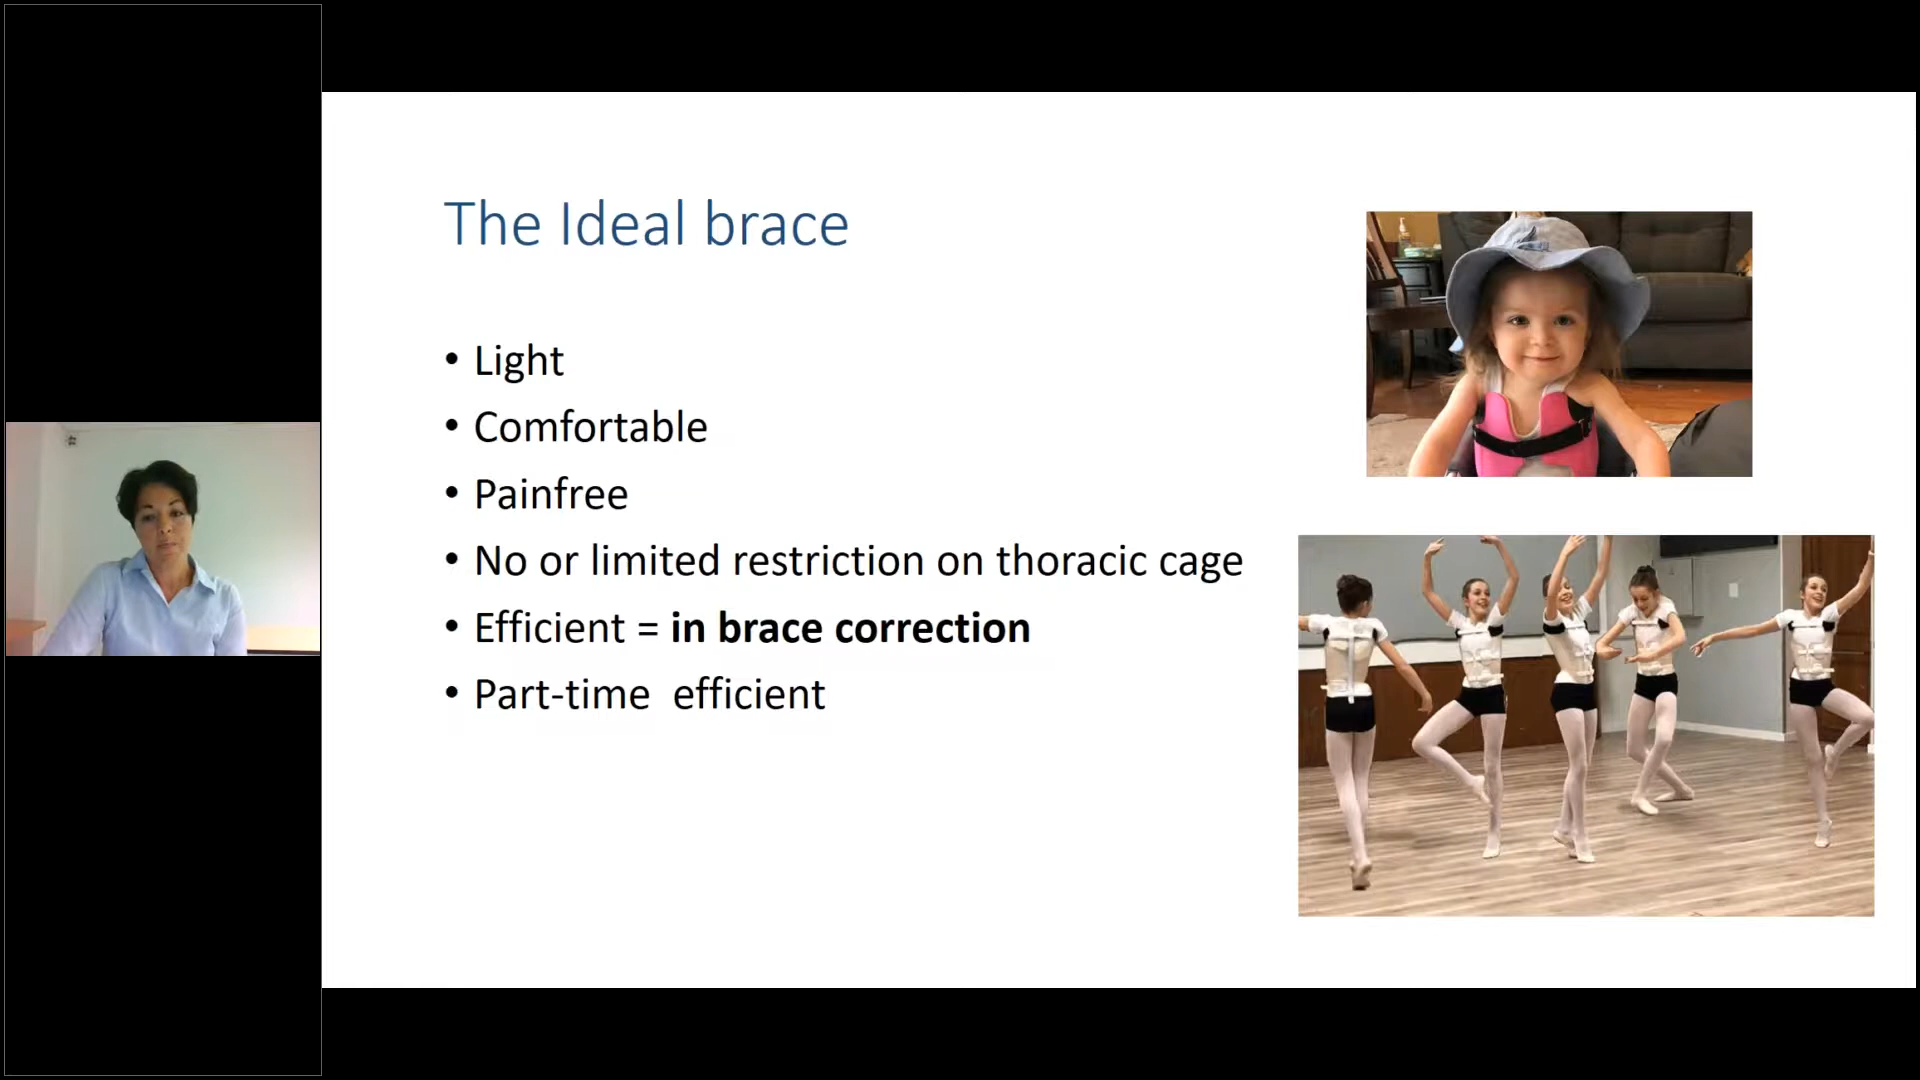 The Ideal brace
• Light
• Comfortable
• Painfree
• No or limited restriction on thoracic cage
• Efficient = in brace correction
• Part-time  efficient